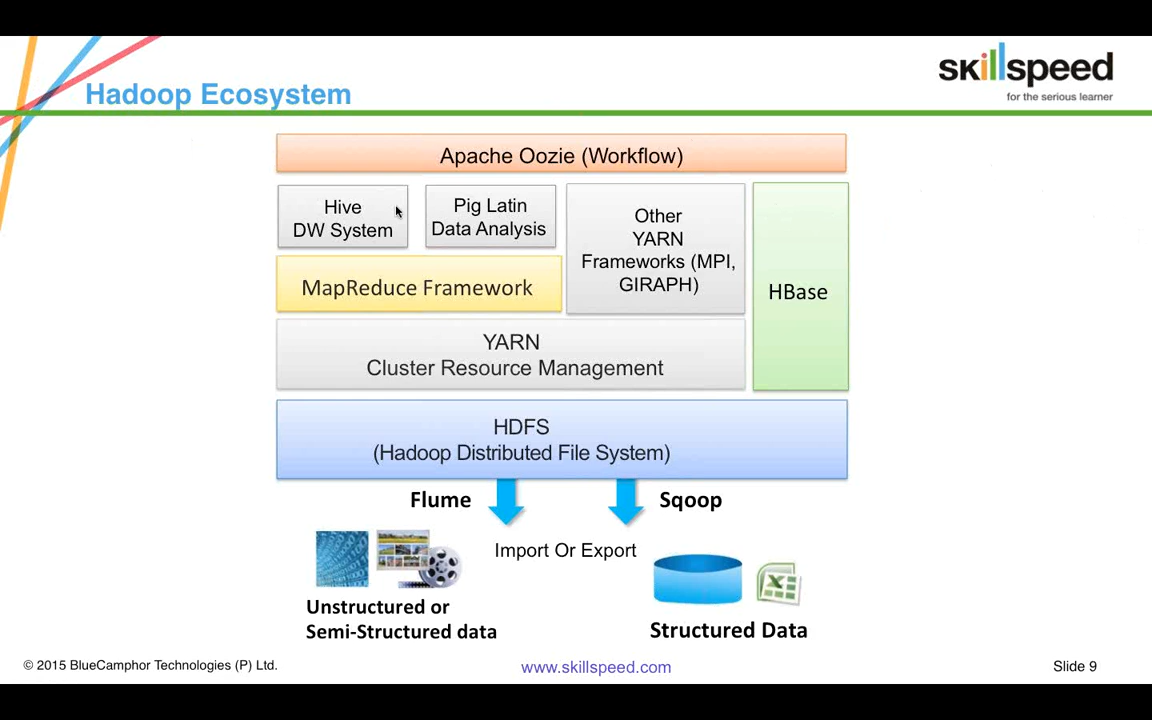 Hadoop Ecosystem
skillspeed
for the serious learner
Apache Oozie (Workflow)
Hive
DW System
Pig Latin
Data Analysis
Other
YARN
Frameworks (MPI,
GIRAPH)
HBase
MapReduce Framework
YARN
Cluster Resource Management
HDFS
(Hadoop Distributed File System)
Flume
Sqoop
Import Or Export
Unstructured or
Semi-Structured data
Structured Data
© 2015 BlueCamphor Technologies (P) Ltd.
www.skillspeed.com
Slide 9